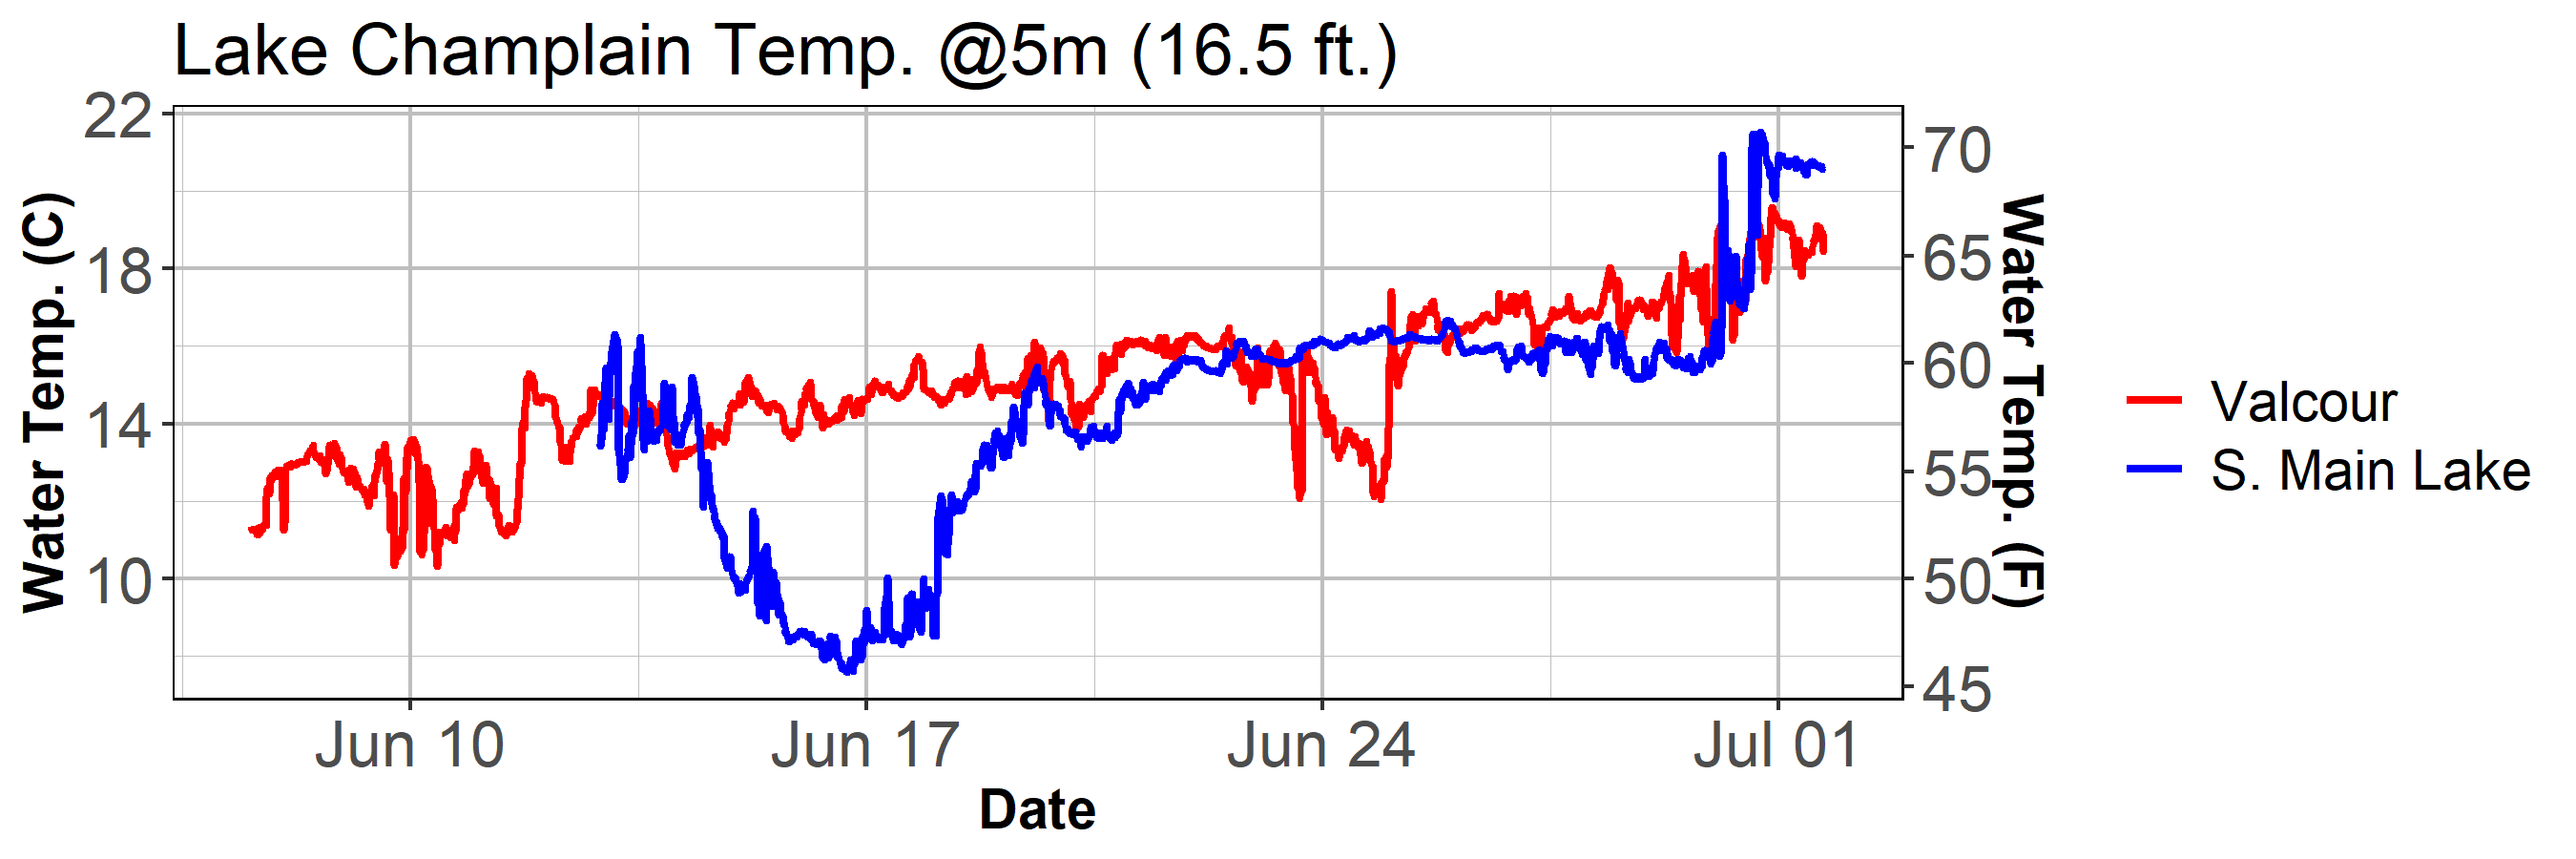 Lake Champlain Temp. @5m (16.5 ft.)
Water Temp. (C)
22
18
14
10
70
65
60
55
50
45
Water Temp. (F)
Jun 10
Jun 17
Jun 24
Jul 01
Date
Valcour
S. Main Lake